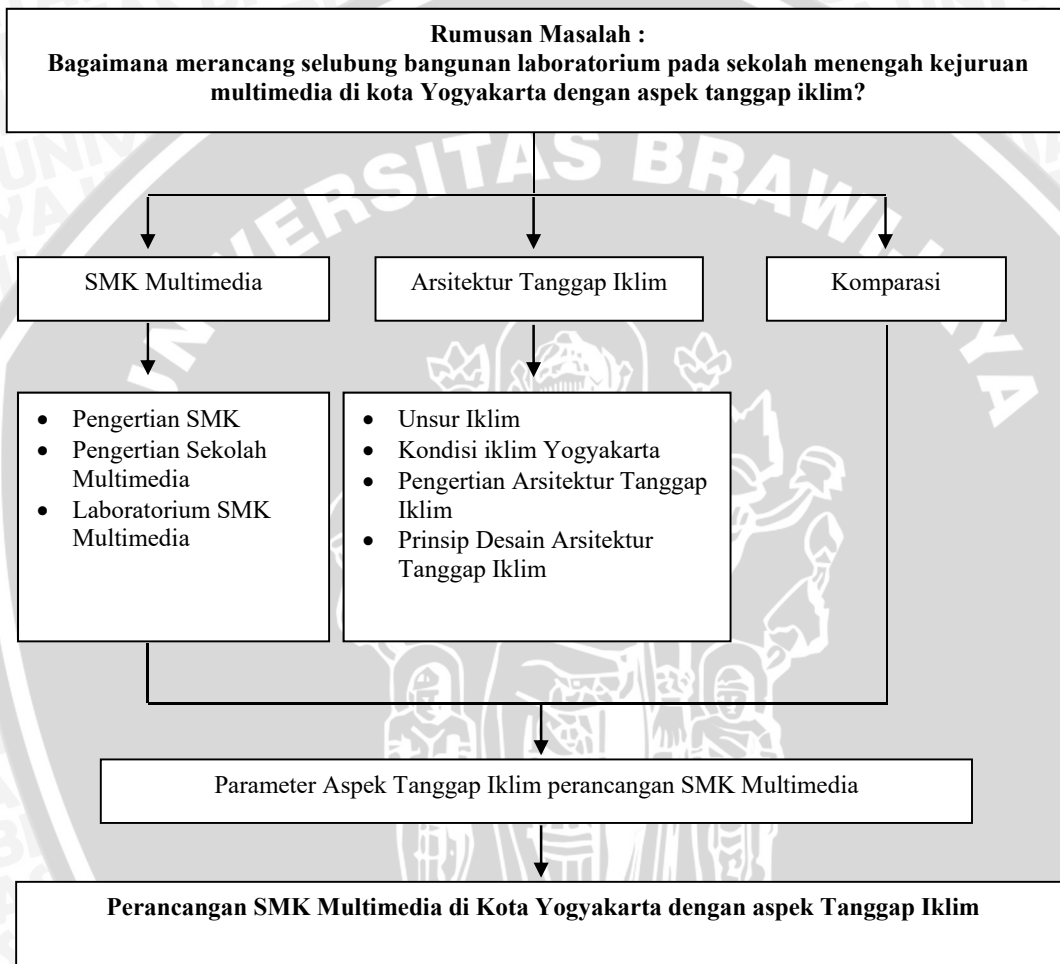 Rumusan Masalah :
Bagaimana merancang selubung bangunan laboratorium pada sekolah menengah kejuruan
multimedia di kota Yogyakarta dengan aspek tanggap iklim?
UNIVERSITAS BRAWIJAYA
SMK Multimedia
Arsitektur Tanggap Iklim
Komparasi
• Pengertian SMK
• Pengertian Sekolah
Multimedia
• Laboratorium SMK
Multimedia
• Unsur Iklim
• Kondisi iklim Yogyakarta
• Pengertian Arsitektur Tanggap
Iklim
• Prinsip Desain Arsitektur
Tanggap Iklim
Parameter Aspek Tanggap Iklim perancangan SMK Multimedia
Perancangan SMK Multimedia di Kota Yogyakarta dengan aspek Tanggap Iklim